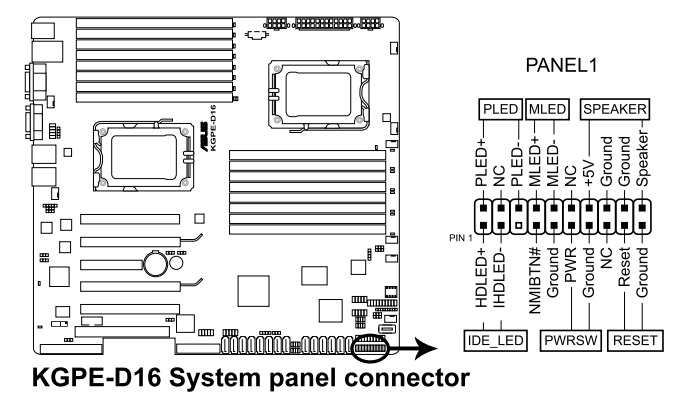 PANEL1
PLED MLED SPEAKER
PLED+ NC PLED- MLED+ MLED- NC +5V Ground Ground Speaker
PIN 1
HDLED+ IHDLED- NMIBTN# Ground PWR Ground NC Reset Ground
IDE_LED PWRSW RESET
ASUS
KGPE-D16
KGPE-D16 System panel connector